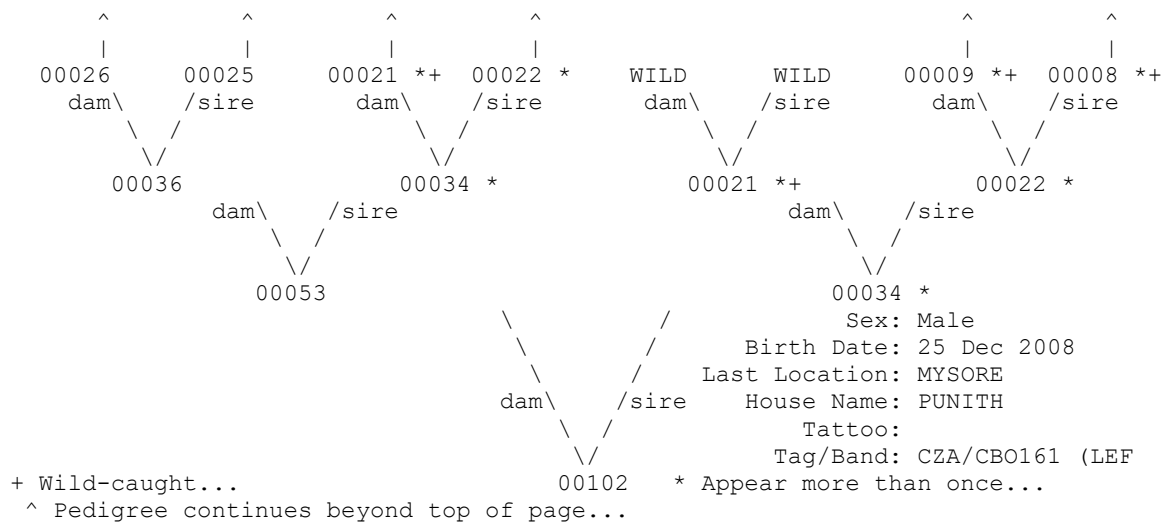 ^ ^ ^ ^ ^ ^
| | | | | |
00026 00025 00021 *+ 00022 * WILD WILD 00009 *+ 00008 *+
dam\ /sire dam\ /sire dam\ /sire dam\ /sire
\ / \ / \ / \ /
\/ \/ \/ \/
00036 00034 * 00021 *+ 00022 *
dam\ /sire dam\ /sire
\ / \ /
\/ \/
00053 00034 *
\ / Sex: Male
\ / Birth Date: 25 Dec 2008
\ / Last Location: MYSORE
dam\ /sire House Name: PUNITH
\ / Tattoo:
\/ Tag/Band: CZA/CBO161 (LEF
+ Wild-caught... 00102 * Appear more than once...
^ Pedigree continues beyond top of page...